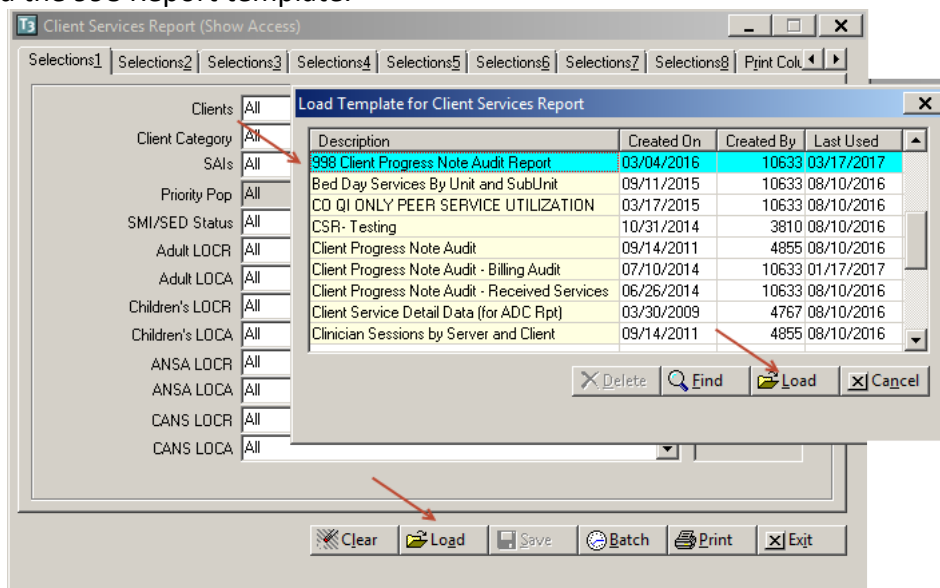 the 998 Report template.
T3 Client Services Report (Show Access)
Selections1 Selections2 Selections3 Selections4 Selections5 Selections6 Selections7 Selections8 Print Colu
Clients All
Client Category All
SAIs All
Priority Pop All
SMI/SED Status All
Adult LOCR All
Adult LOCA All
Children's LOCR All
Children's LOCA All
ANSA LOCR All
ANSA LOCA All
CANS LOCR All
CANS LOCA All
Load Template for Client Services Report
Description Created On Created By Last Used
998 Client Progress Note Audit Report 03/04/2016 10633 03/17/2017
Bed Day Services By Unit and SubUnit 09/11/2015 10633 08/10/2016
CO QI ONLY PEER SERVICE UTILIZATION 03/17/2015 10633 08/10/2016
CSR- Testing 10/31/2014 3810 08/10/2016
Client Progress Note Audit 09/14/2011 4855 08/10/2016
Client Progress Note Audit - Billing Audit 07/10/2014 10633 01/17/2017
Client Progress Note Audit - Received Services 06/26/2014 10633 08/10/2016
Client Service Detail Data (for ADC Rpt) 03/30/2009 4767 08/10/2016
Clinician Sessions by Server and Client 09/14/2011 4855 08/10/2016
Delete Find Load Cancel
Clear Load Save Batch Print Exit